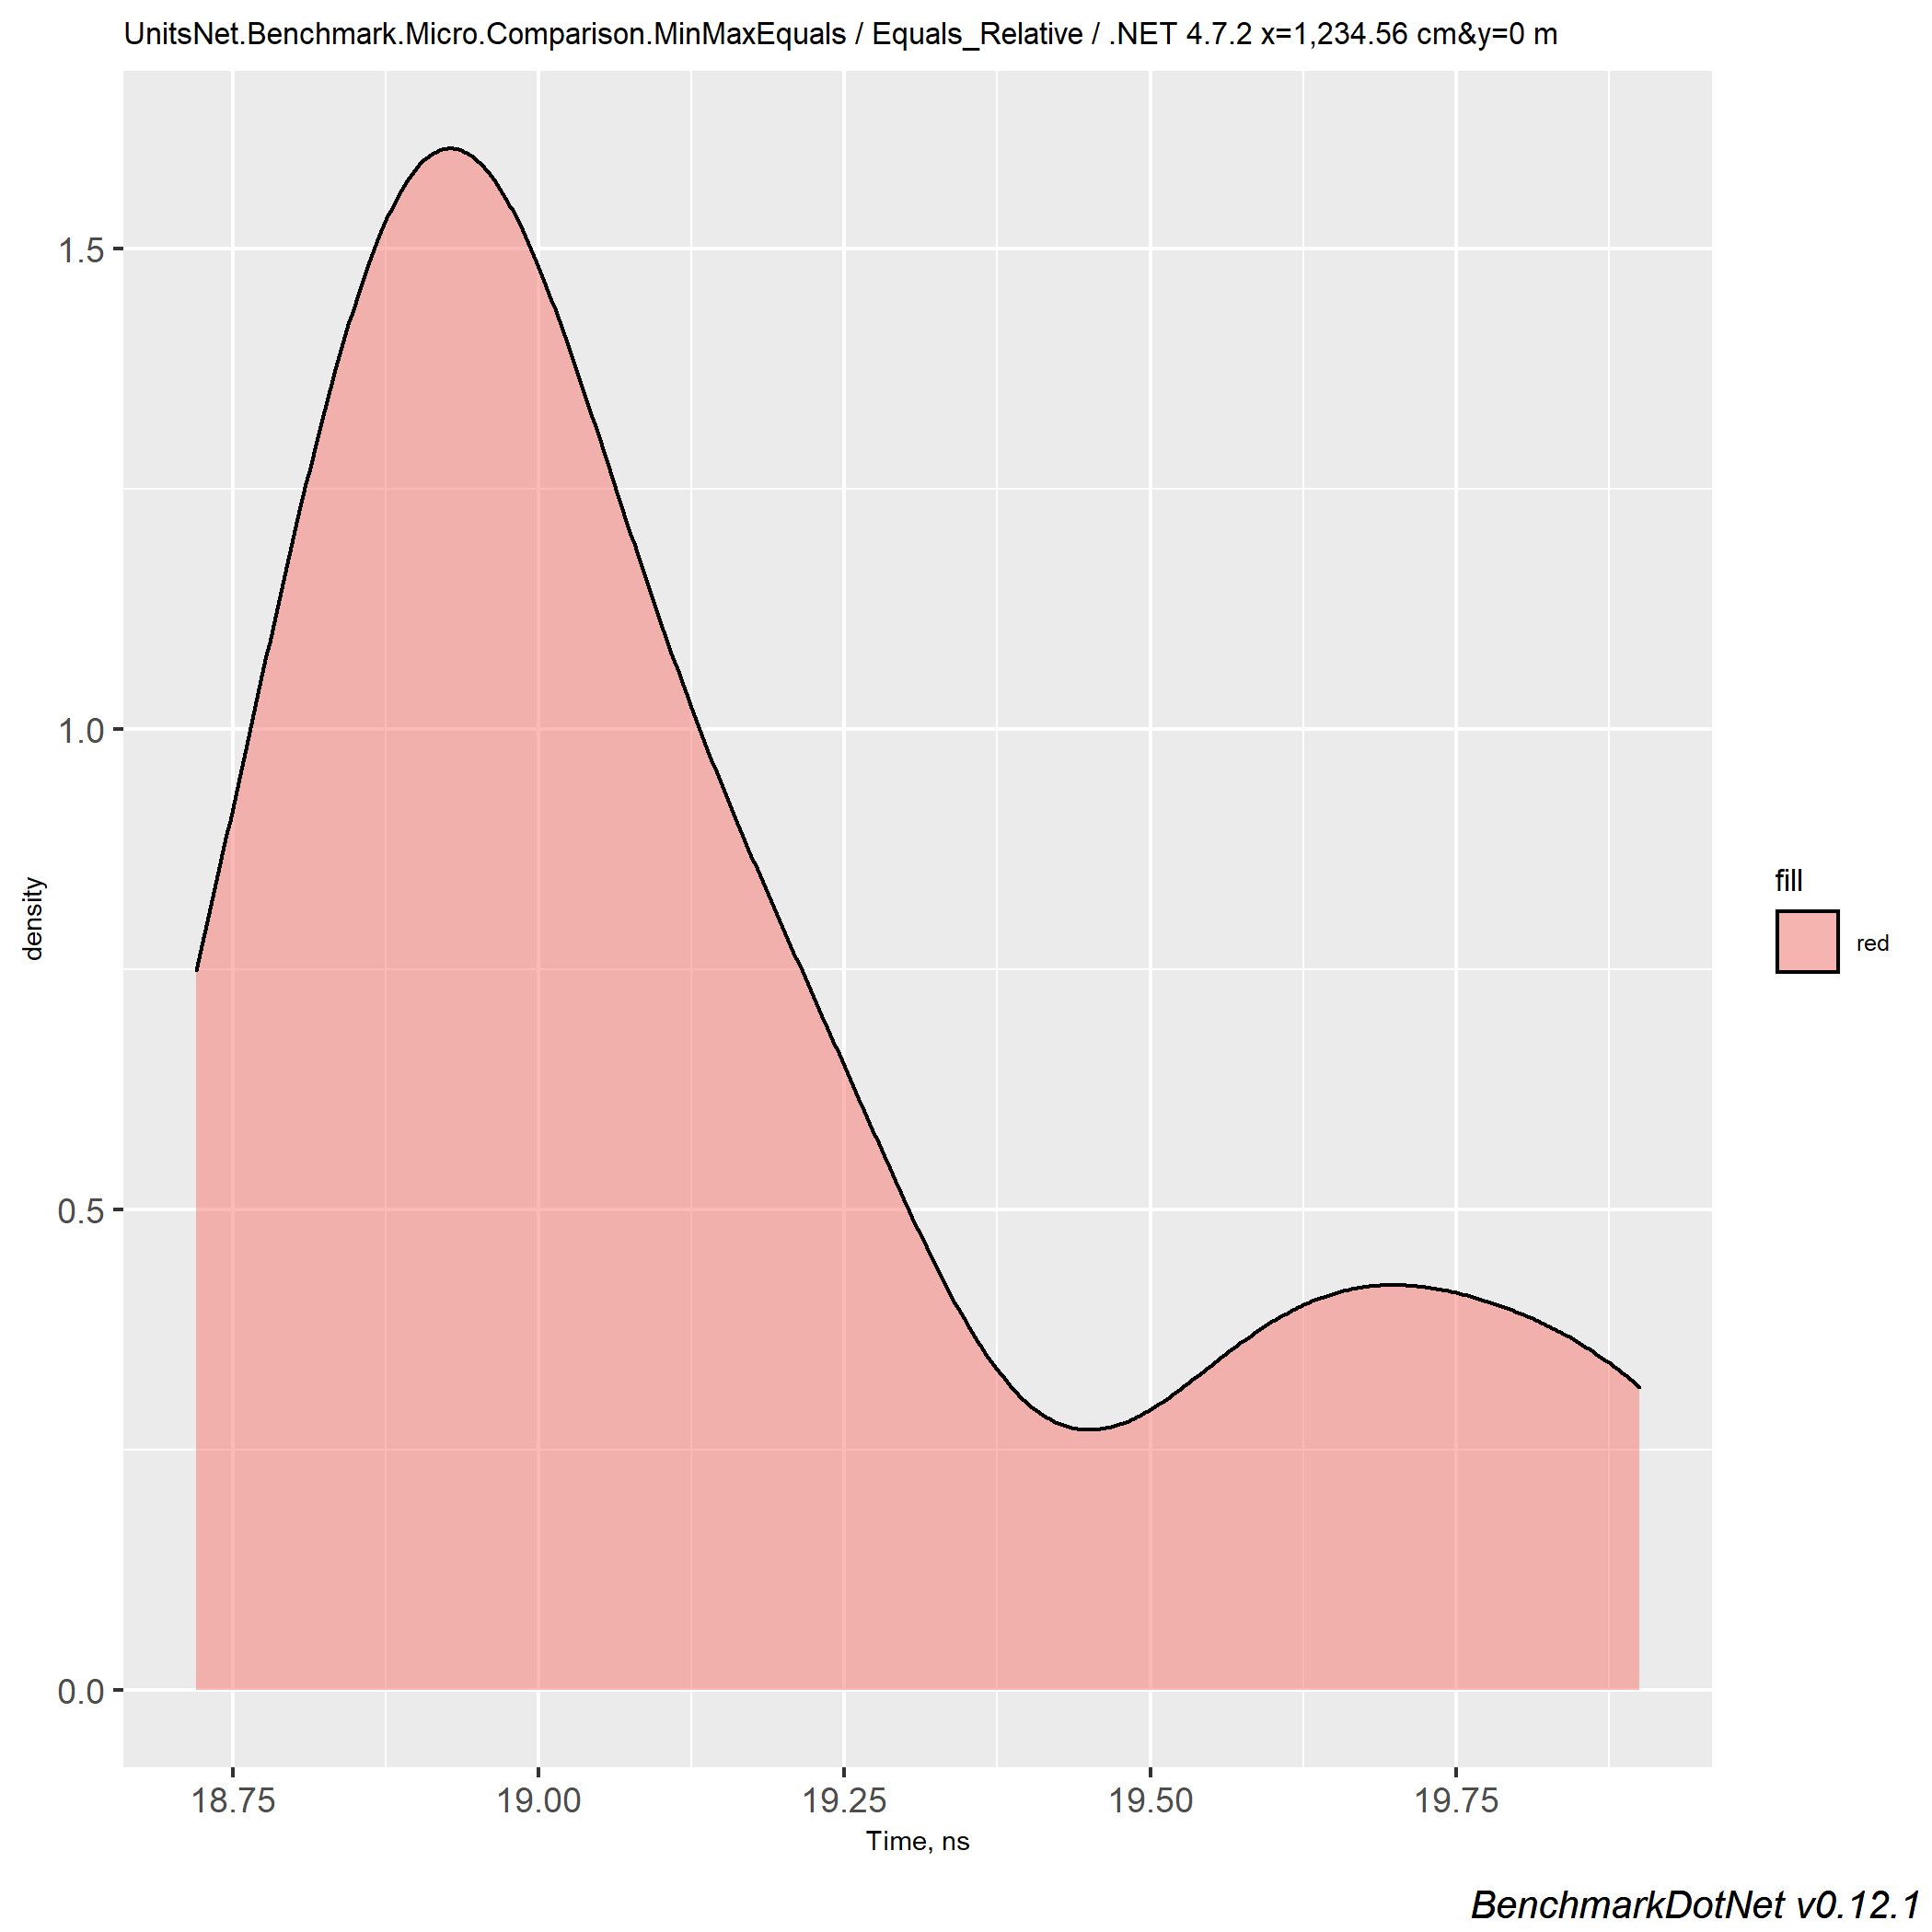 UnitsNet.Benchmark.Micro.Comparison.MinMaxEquals / Equals_Relative / .NET 4.7.2 x=1,234.56 cm&y=0 m
1.5
1.0
0.5
0.0
density
18.75 19.00 19.25 19.50 19.75
Time, ns
fill
red
BenchmarkDotNet v0.12.1